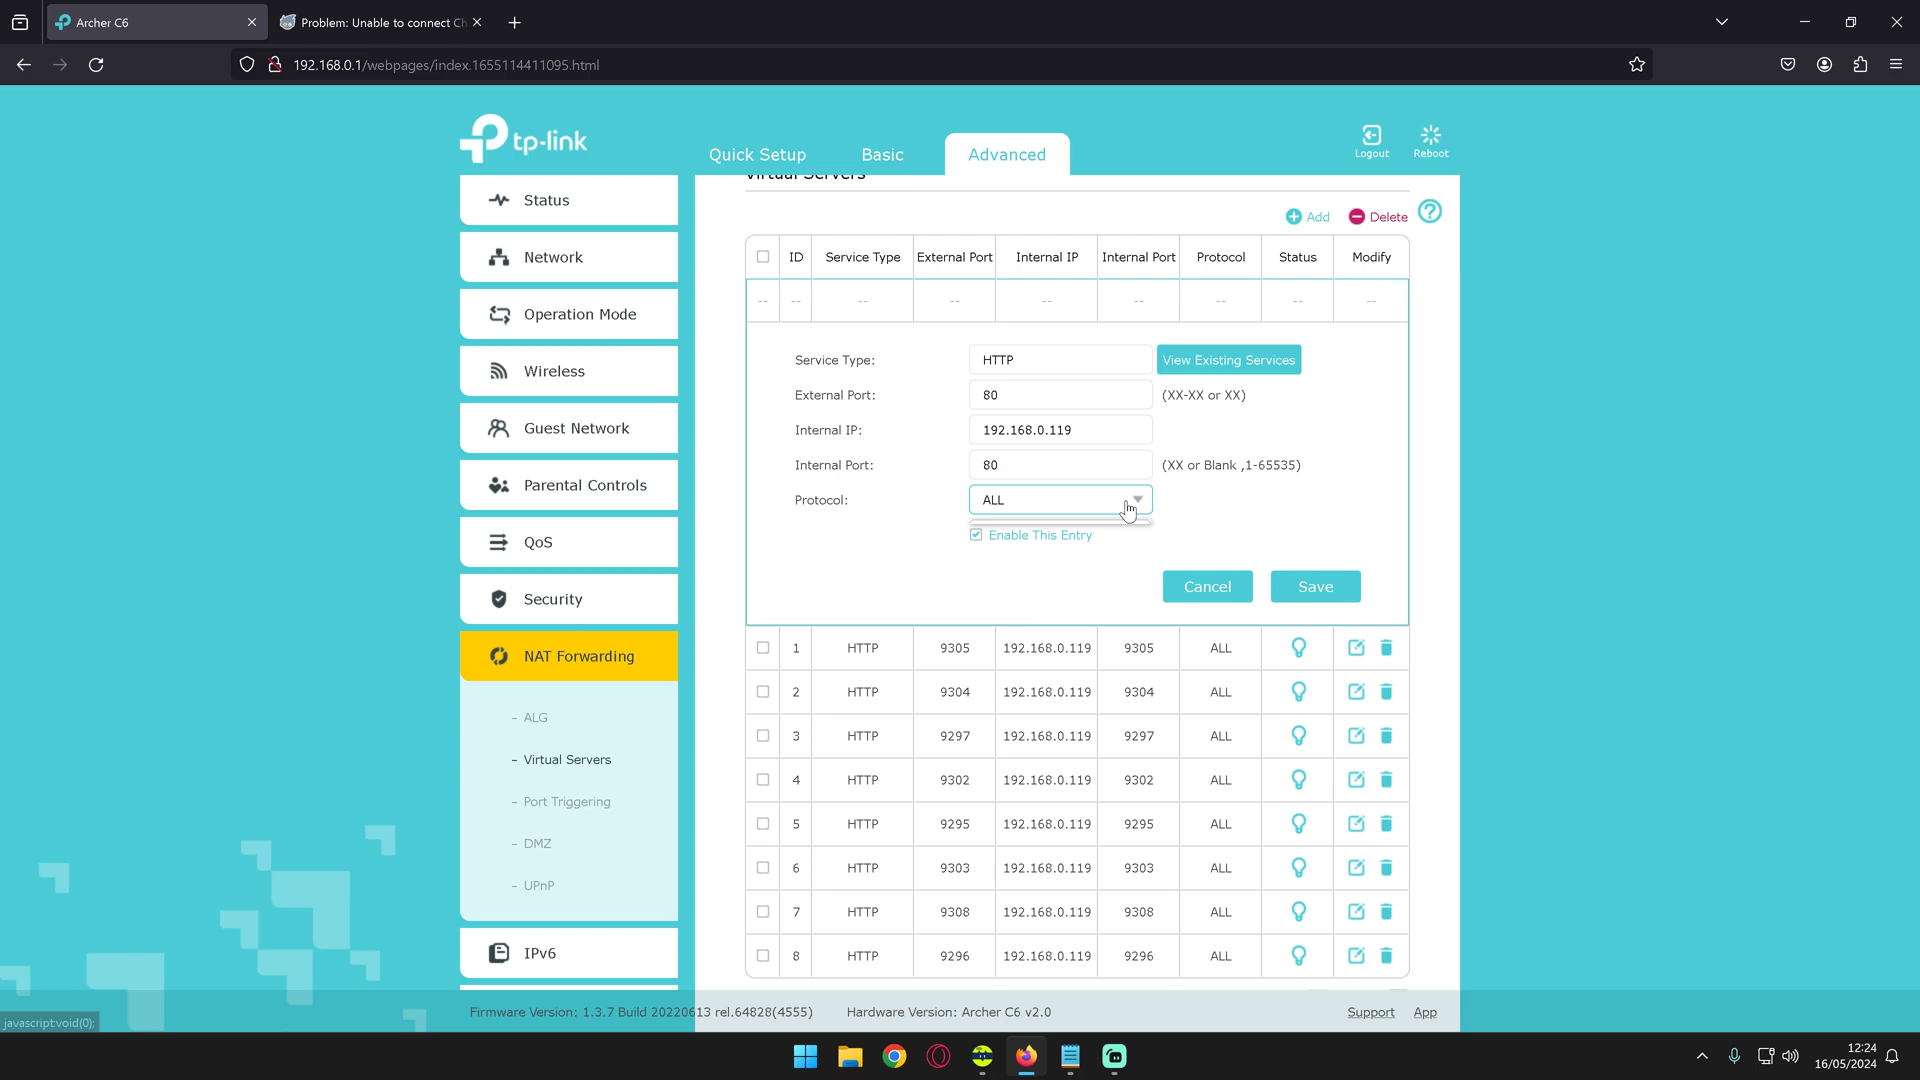 Archer C6
Problem: Unable to connect Ch
192.168.0.1/webpages/index.1655114411095.html
tp-link
Quick Setup
Basic
Advanced
Logout
Reboot
Status
Network
Operation Mode
Wireless
Guest Network
Parental Controls
QoS
Security
NAT Forwarding
- ALG
- Virtual Servers
- Port Triggering
- DMZ
- UPnP
IPv6
Virtual Servers
Add
Delete
ID Service Type External Port Internal IP Internal Port Protocol Status Modify
-- -- -- -- -- -- -- -- --
Service Type: HTTP View Existing Services
External Port: 80 (XX-XX or XX)
Internal IP: 192.168.0.119
Internal Port: 80 (XX or Blank ,1-65535)
Protocol: ALL
Enable This Entry
Cancel Save
1 HTTP 9305 192.168.0.119 9305 ALL
2 HTTP 9304 192.168.0.119 9304 ALL
3 HTTP 9297 192.168.0.119 9297 ALL
4 HTTP 9302 192.168.0.119 9302 ALL
5 HTTP 9295 192.168.0.119 9295 ALL
6 HTTP 9303 192.168.0.119 9303 ALL
7 HTTP 9308 192.168.0.119 9308 ALL
8 HTTP 9296 192.168.0.119 9296 ALL
Firmware Version: 1.3.7 Build 20220613 rel.64828(4555) Hardware Version: Archer C6 v2.0 Support App
javascript:void(0);
12:24
16/05/2024